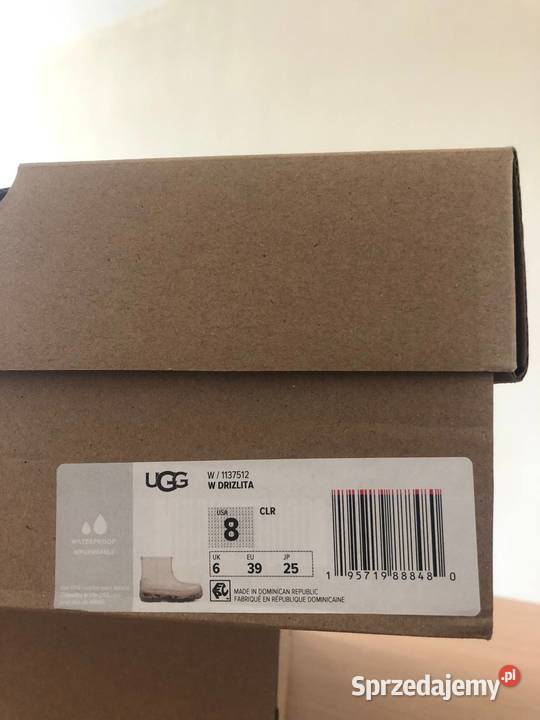 UGG
W / 1137512
W DRIZLITA
USA
8
CLR
UK
6
EU
39
JP
25
WATERPROOF
MADE IN DOMINICAN REPUBLIC
FABRIQUÉ EN RÉPUBLIQUE DOMINICAINE
1 95719 88848 0
Sprzedajemy.pl